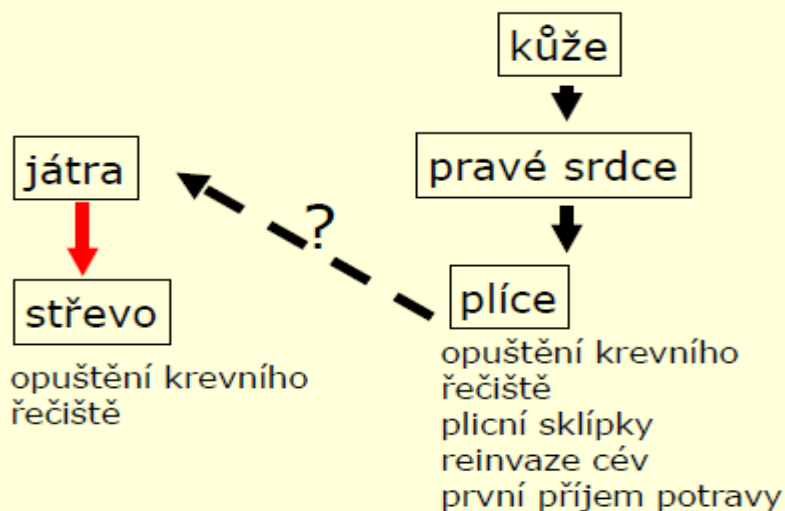 kůže
pravé srdce
játra
?
plíce
střevo
opuštění krevního
řečiště
opuštění krevního
řečiště
plicní sklípky
reinvaze cév
první příjem potravy